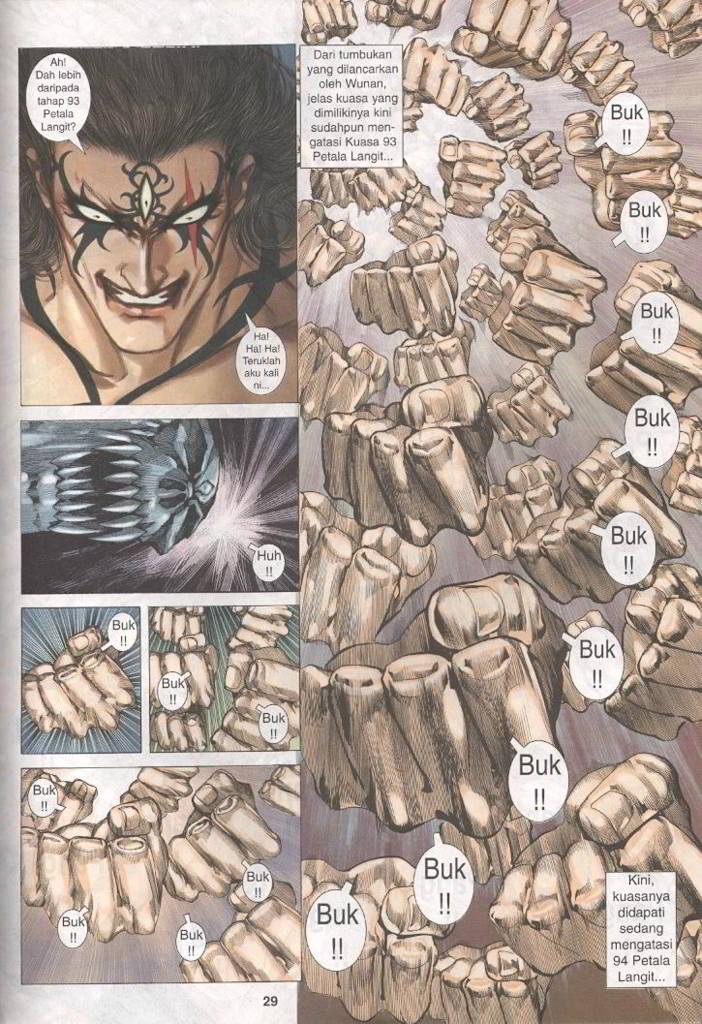 Ah!
Dah lebih
daripada
tahap 93
Petala
Langit?
Ha!
Ha! Ha!
Teruklah
aku kali
ni...
Huh
!!
Buk
!!
Buk
!!
Buk
!!
Buk
!!
Buk
!!
Buk
!!
Buk
!!
29
Dari tumbukan
yang dilancarkan
oleh Wunan,
jelas kuasa yang
dimilikinya kini
sudahpun men-
gatasi Kuasa 93
Petala Langit...
Buk
!!
Buk
!!
Buk
!!
Buk
!!
Buk
!!
Buk
!!
Buk
!!
Buk
!!
Buk
!!
Kini,
kuasanya
didapati
sedang
mengatasi
94 Petala
Langit...